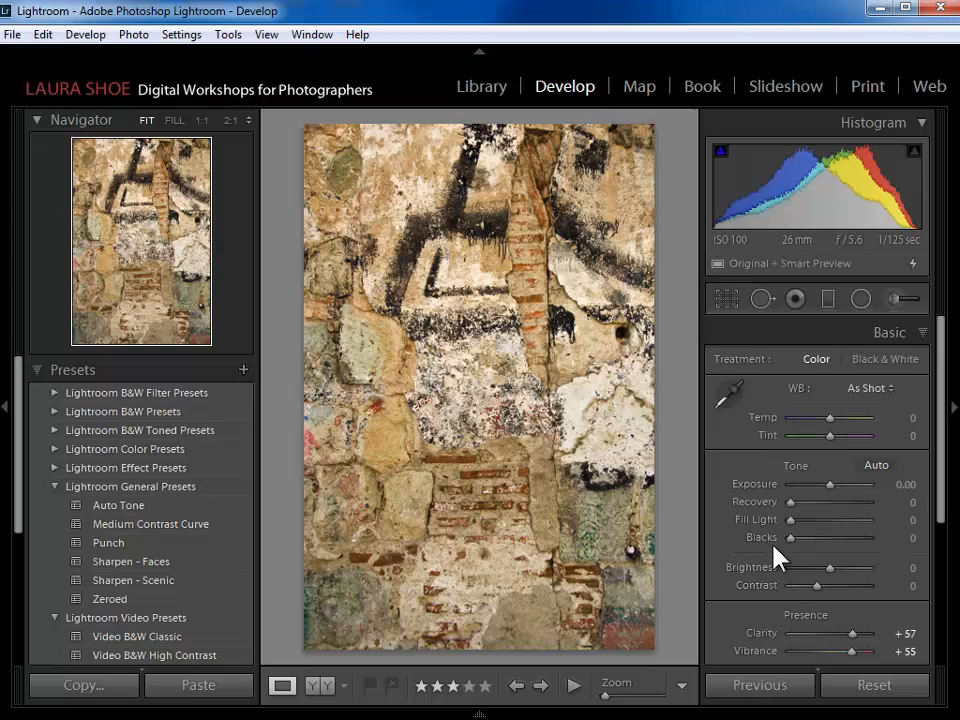 Lightroom - Adobe Photoshop Lightroom - Develop
File Edit Develop Photo Settings Tools View Window Help
LAURA SHOE Digital Workshops for Photographers
Library Develop Map Book Slideshow Print Web
Navigator FIT FILL 1:1 2:1
Histogram
ISO 100 26 mm f / 5.6 1/125 sec
Original + Smart Preview
Basic
Treatment : Color Black & White
WB : As Shot
Temp 0
Tint 0
Tone Auto
Exposure 0.00
Recovery 0
Fill Light 0
Blacks 0
Brightness 0
Contrast 0
Presence
Clarity + 57
Vibrance + 55
Presets +
Lightroom B&W Filter Presets
Lightroom B&W Presets
Lightroom B&W Toned Presets
Lightroom Color Presets
Lightroom Effect Presets
Lightroom General Presets
Auto Tone
Medium Contrast Curve
Punch
Sharpen - Faces
Sharpen - Scenic
Zeroed
Lightroom Video Presets
Video B&W Classic
Video B&W High Contrast
Copy... Paste
Y Y
Zoom
Previous Reset